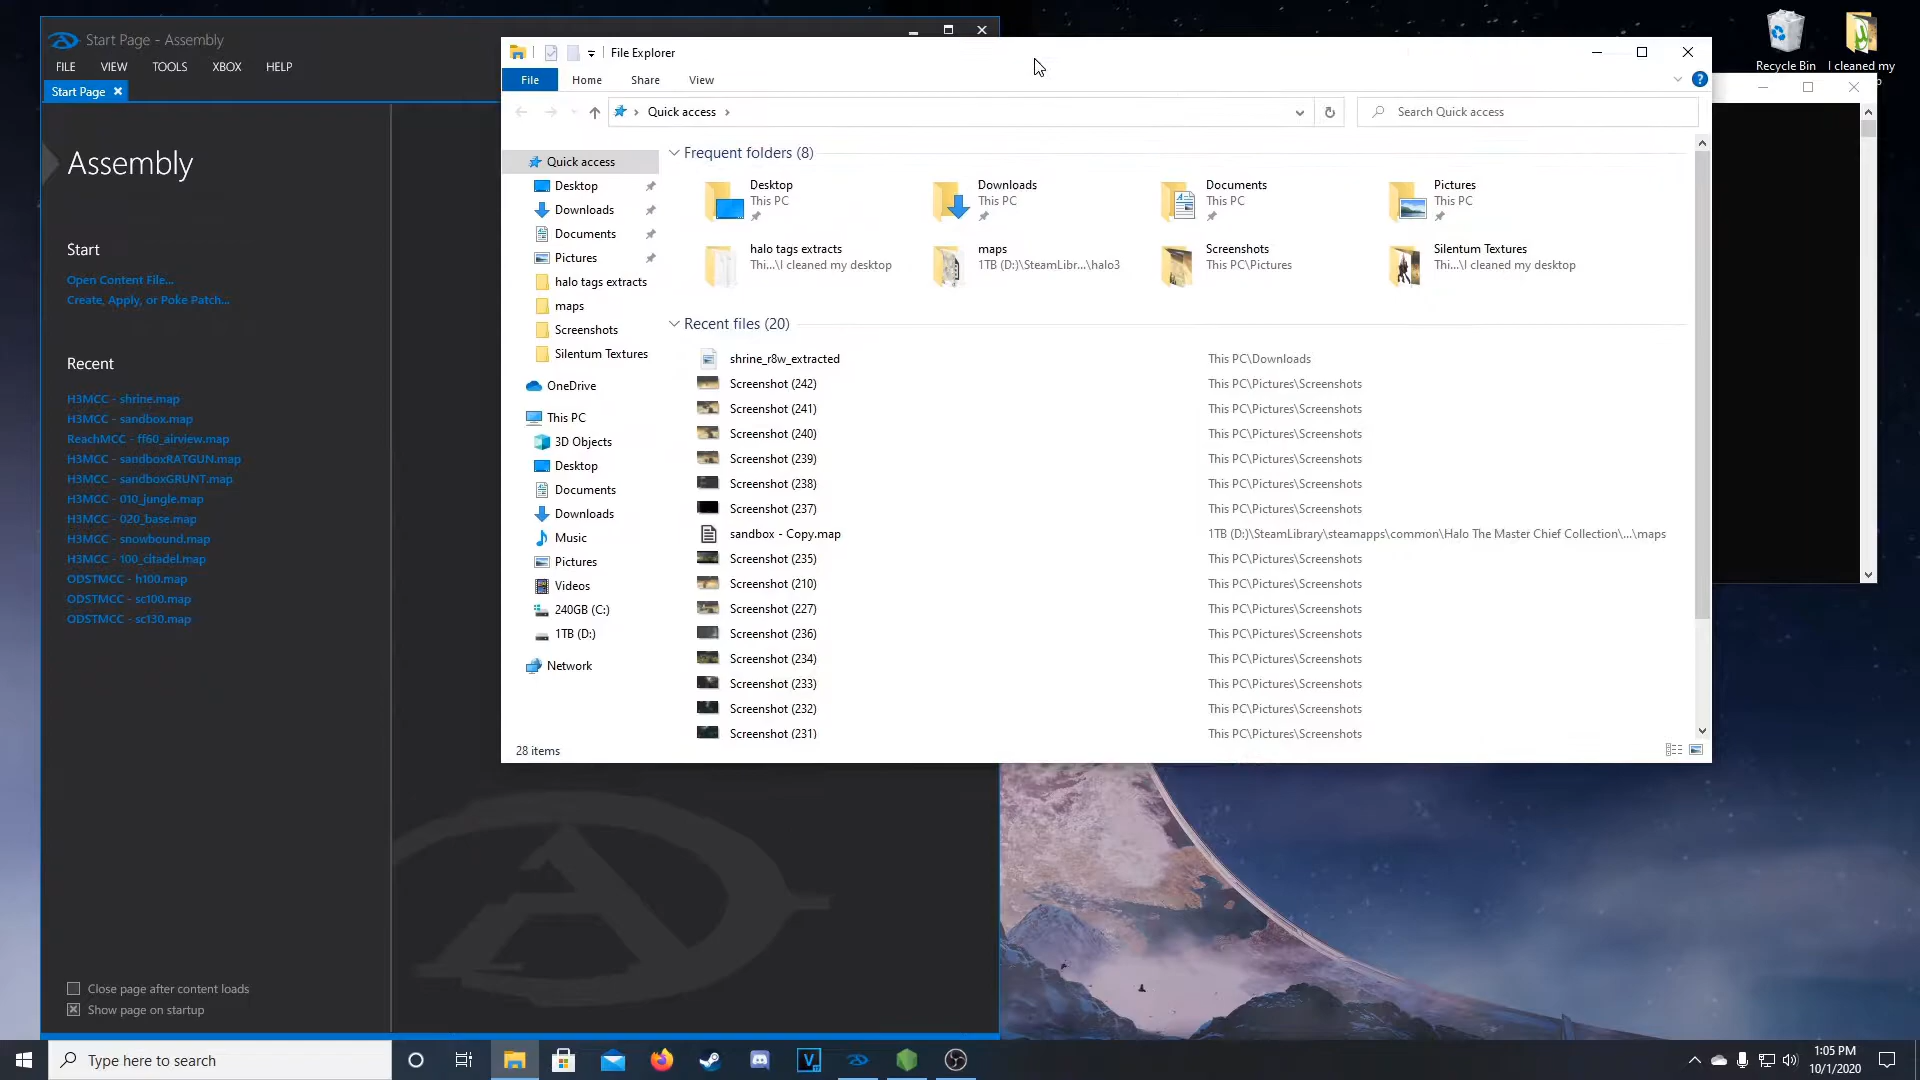 Start Page - Assembly
FILE VIEW TOOLS XBOX HELP
Start Page
Assembly
Start
Open Content File...
Create, Apply, or Poke Patch...
Recent
H3MCC - shrine.map
H3MCC - sandbox.map
ReachMCC - ff60_airview.map
H3MCC - sandboxRATGUN.map
H3MCC - sandboxGRUNT.map
H3MCC - 010_jungle.map
H3MCC - 020_base.map
H3MCC - snowbound.map
H3MCC - 100_citadel.map
ODSTMCC - h100.map
ODSTMCC - sc100.map
ODSTMCC - sc130.map
Close page after content loads
Show page on startup
File Explorer
File Home Share View
Quick access
Search Quick access
Quick access
Desktop
Downloads
Documents
Pictures
halo tags extracts
maps
Screenshots
Silentum Textures
OneDrive
This PC
3D Objects
Desktop
Documents
Downloads
Music
Pictures
Videos
240GB (C:)
1TB (D:)
Network
Frequent folders (8)
Desktop
This PC
Downloads
This PC
Documents
This PC
Pictures
This PC
halo tags extracts
Thi...\I cleaned my desktop
maps
1TB (D:)\SteamLibr...\halo3
Screenshots
This PC\Pictures
Silentum Textures
Thi...\I cleaned my desktop
Recent files (20)
shrine_r8w_extracted This PC\Downloads
Screenshot (242) This PC\Pictures\Screenshots
Screenshot (241) This PC\Pictures\Screenshots
Screenshot (240) This PC\Pictures\Screenshots
Screenshot (239) This PC\Pictures\Screenshots
Screenshot (238) This PC\Pictures\Screenshots
Screenshot (237) This PC\Pictures\Screenshots
sandbox - Copy.map 1TB (D:)\SteamLibrary\steamapps\common\Halo The Master Chief Collection\...\maps
Screenshot (235) This PC\Pictures\Screenshots
Screenshot (210) This PC\Pictures\Screenshots
Screenshot (227) This PC\Pictures\Screenshots
Screenshot (236) This PC\Pictures\Screenshots
Screenshot (234) This PC\Pictures\Screenshots
Screenshot (233) This PC\Pictures\Screenshots
Screenshot (232) This PC\Pictures\Screenshots
Screenshot (231) This PC\Pictures\Screenshots
28 items
Recycle Bin
I cleaned my
Type here to search
1:05 PM
10/1/2020